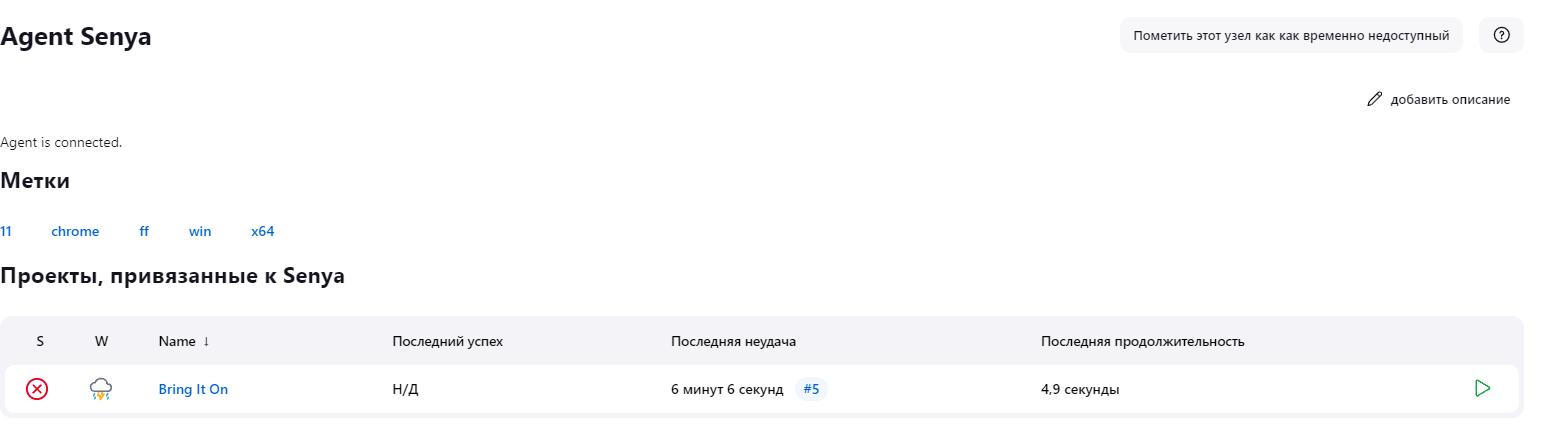 Agent Senya
Пометить этот узел как как временно недоступный
добавить описание
Agent is connected.
Метки
11 chrome ff win x64
Проекты, привязанные к Senya
S W Name ↓ Последний успех Последняя неудача Последняя продолжительность
Bring It On Н/Д 6 минут 6 секунд #5 4,9 секунды